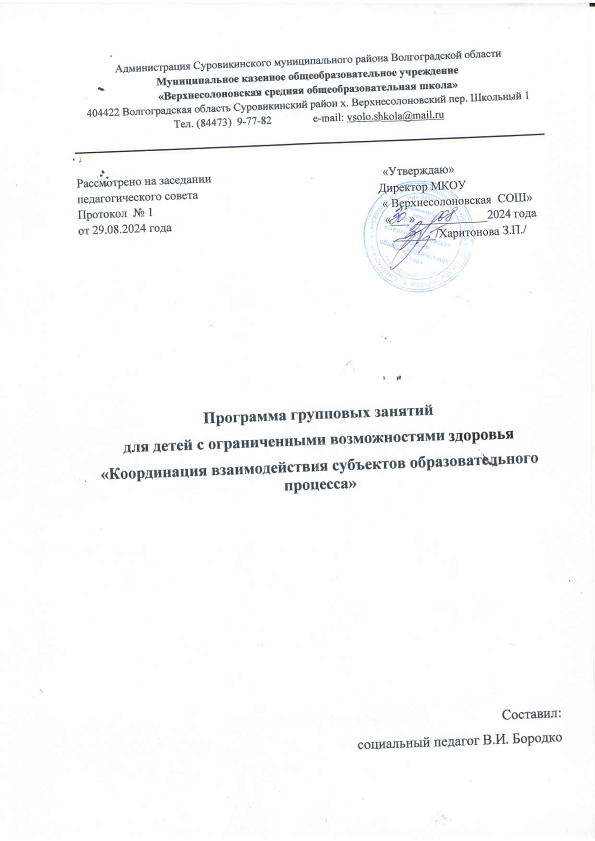 Администрация Суровикинского муниципального района Волгоградской области
Муниципальное казенное общеобразовательное учреждение
«Верхнесолоновская средняя общеобразовательная школа»
404422 Волгоградская область Суровикинский район х. Верхнесолоновский пер. Школьный 1
Тел. (84473) 9-77-82 e-mail: vsolo.shkola@mail.ru
Рассмотрено на заседании
педагогического совета
Протокол № 1
от 29.08.2024 года
«Утверждаю»
Директор МКОУ
« Верхнесолоновская СОШ»
« 30 » 08 2024 года
/Харитонова З.П./
Программа групповых занятий
для детей с ограниченными возможностями здоровья
«Координация взаимодействия субъектов образовательного
процесса»
Составил:
социальный педагог В.И. Бородко